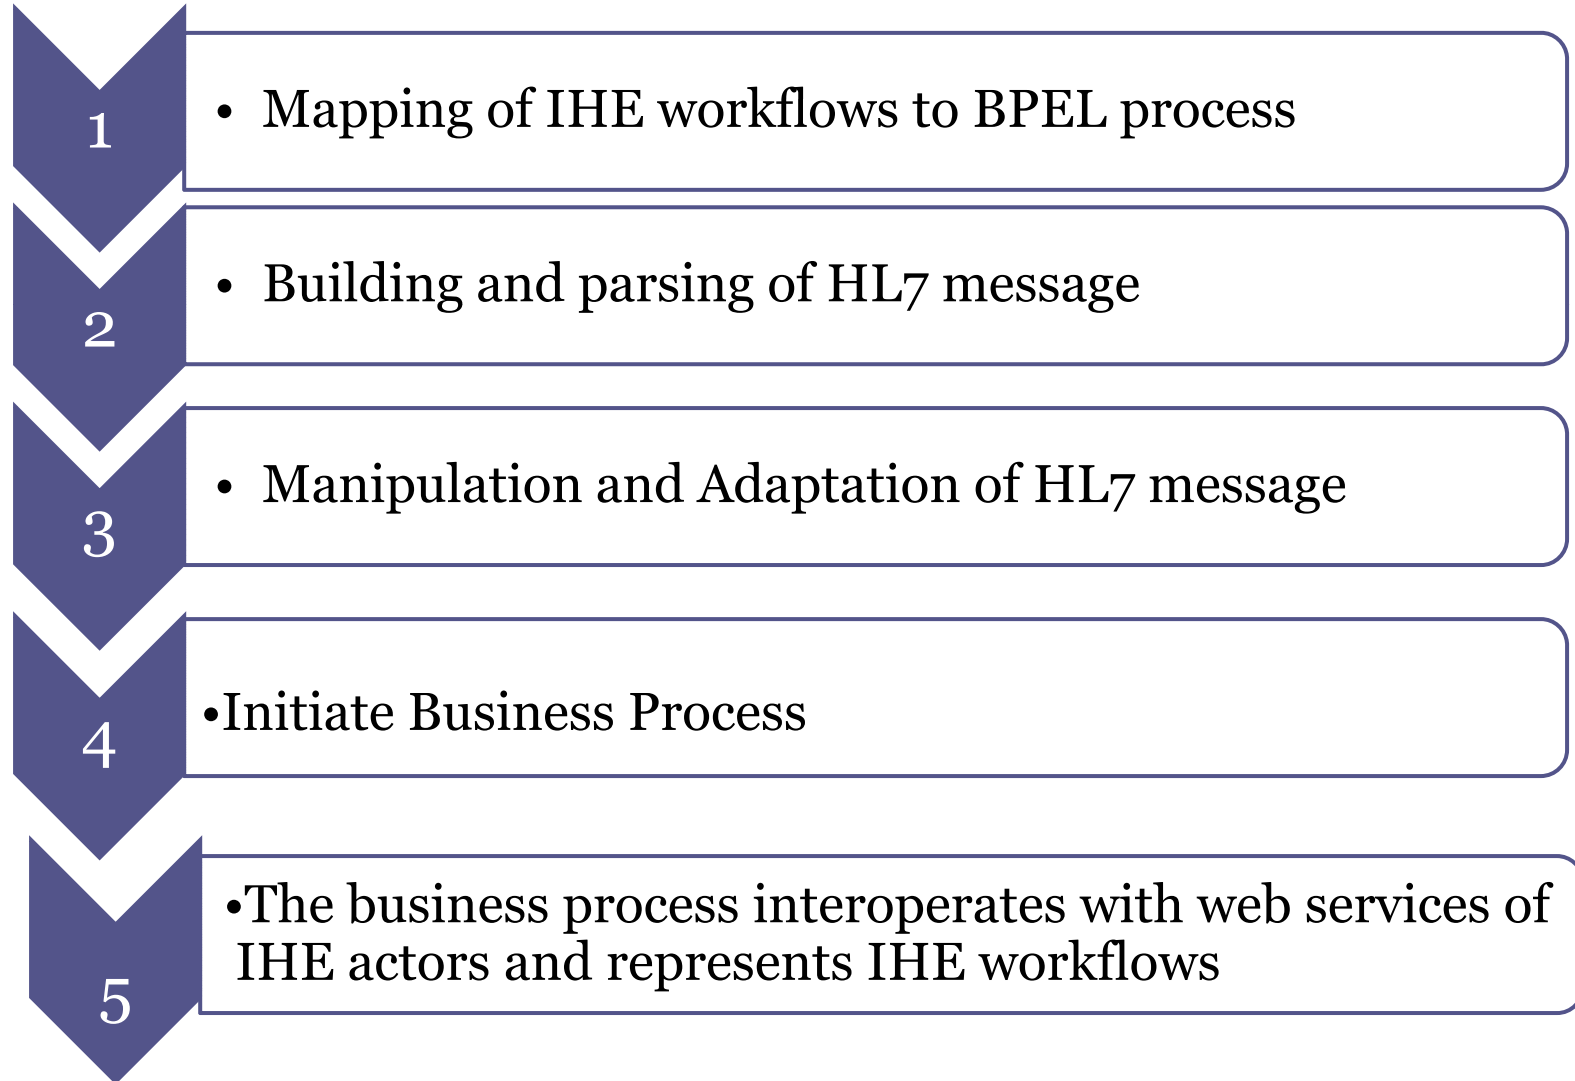 1
• Mapping of IHE workflows to BPEL process
2
• Building and parsing of HL7 message
3
• Manipulation and Adaptation of HL7 message
4
•Initiate Business Process
5
•The business process interoperates with web services of
IHE actors and represents IHE workflows